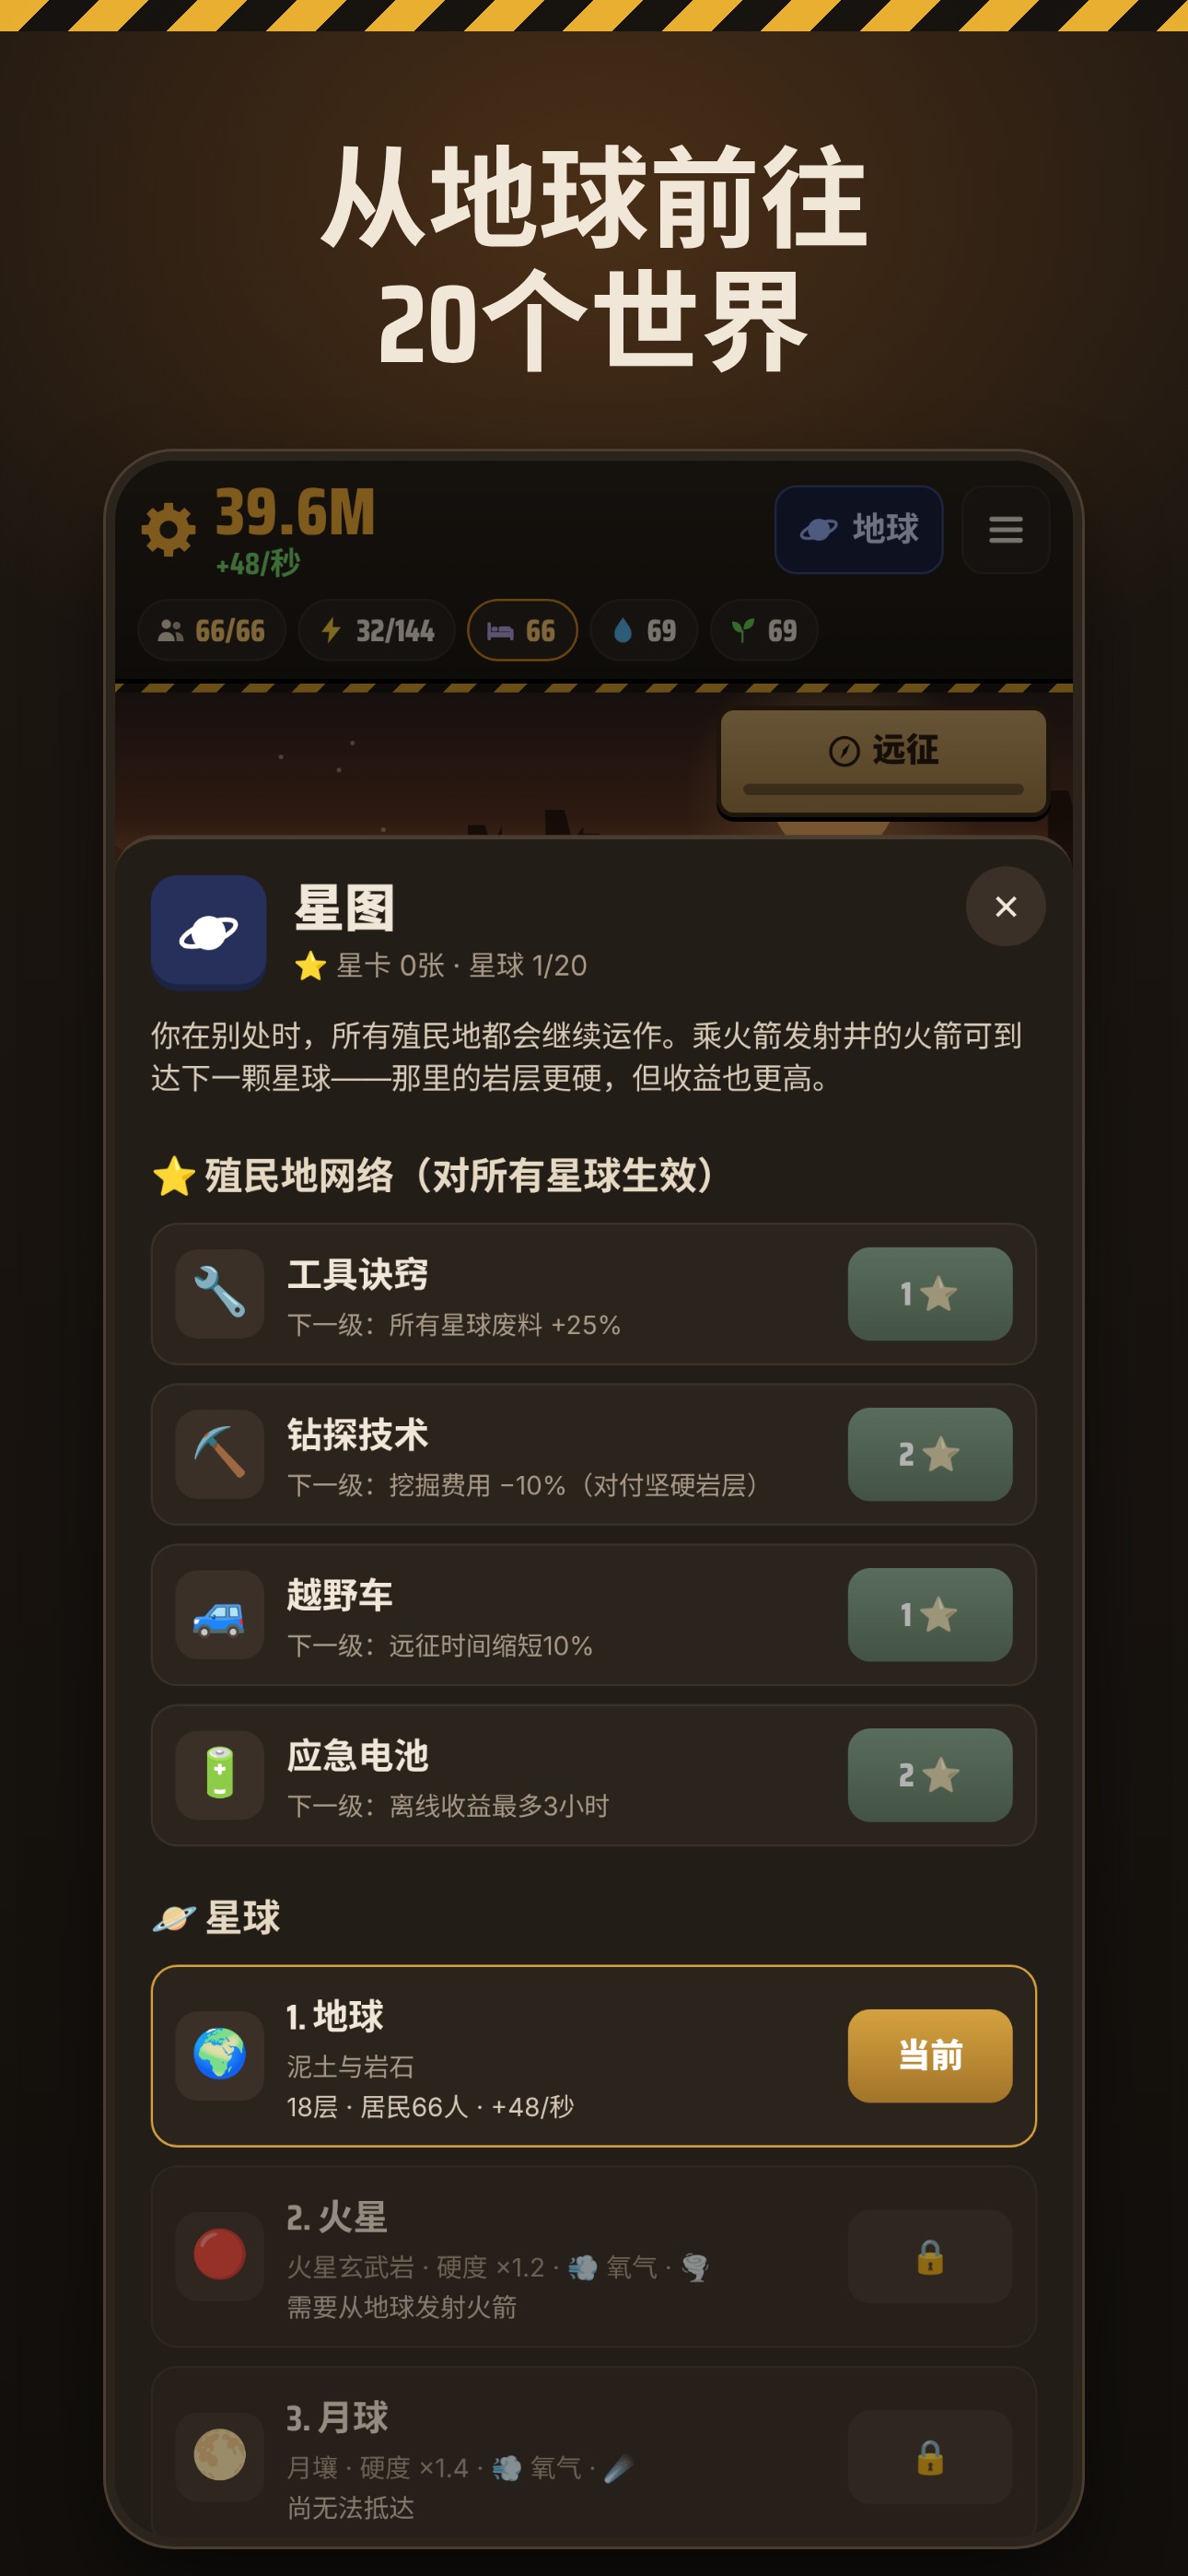 从地球前往
20个世界
39.6M
+48/秒
地球
66/66
32/144
66
69
69
远征
星图
星卡 0张 · 星球 1/20
你在别处时，所有殖民地都会继续运作。乘火箭发射井的火箭可到
达下一颗星球——那里的岩层更硬，但收益也更高。
殖民地网络（对所有星球生效）
工具诀窍
下一级：所有星球废料 +25%
1
钻探技术
下一级：挖掘费用 −10%（对付坚硬岩层）
2
越野车
下一级：远征时间缩短10%
1
应急电池
下一级：离线收益最多3小时
2
星球
1. 地球
泥土与岩石
18层 · 居民66人 · +48/秒
当前
2. 火星
火星玄武岩 · 硬度 ×1.2 · 氧气 ·
需要从地球发射火箭
3. 月球
月壤 · 硬度 ×1.4 · 氧气 ·
尚无法抵达